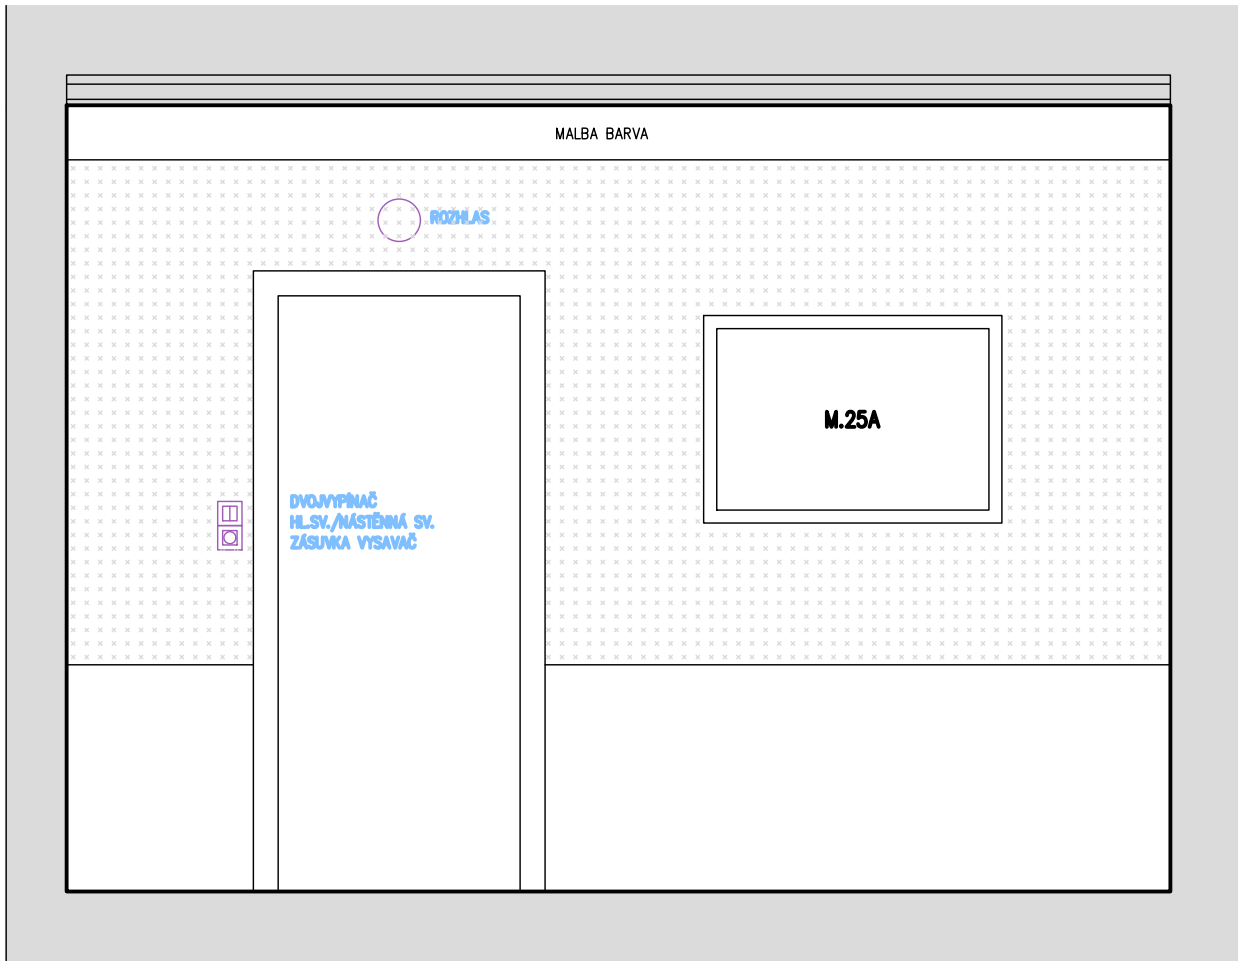 MALBA BARVA
ROZHLAS
M.25A
DVOJVYPÍNAČ
HL.SV./NÁSTĚNNÁ SV.
ZÁSUVKA VYSAVAČ